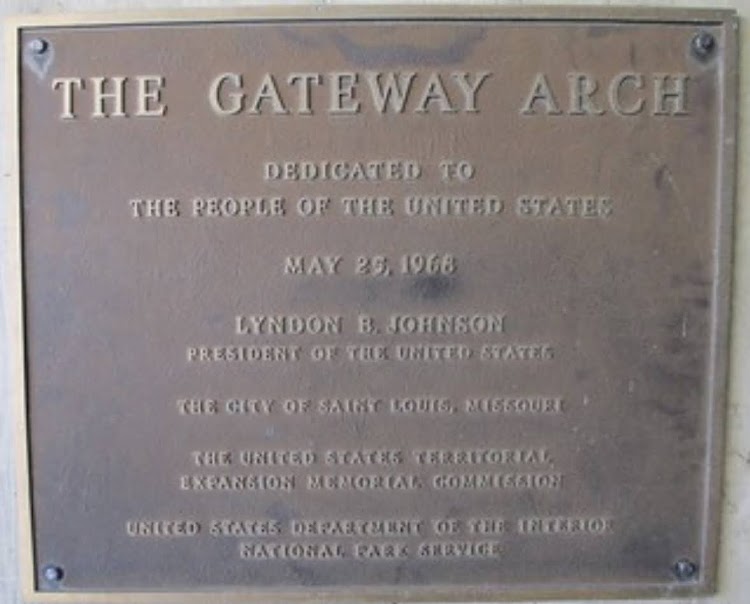 THE GATEWAY ARCH
DEDICATED TO
THE PEOPLE OF THE UNITED STATES
MAY 25, 1968
LYNDON B. JOHNSON
PRESIDENT OF THE UNITED STATES
THE CITY OF SAINT LOUIS, MISSOURI
THE UNITED STATES TERRITORIAL
EXPANSION MEMORIAL COMMISSION
UNITED STATES DEPARTMENT OF THE INTERIOR
NATIONAL PARK SERVICE